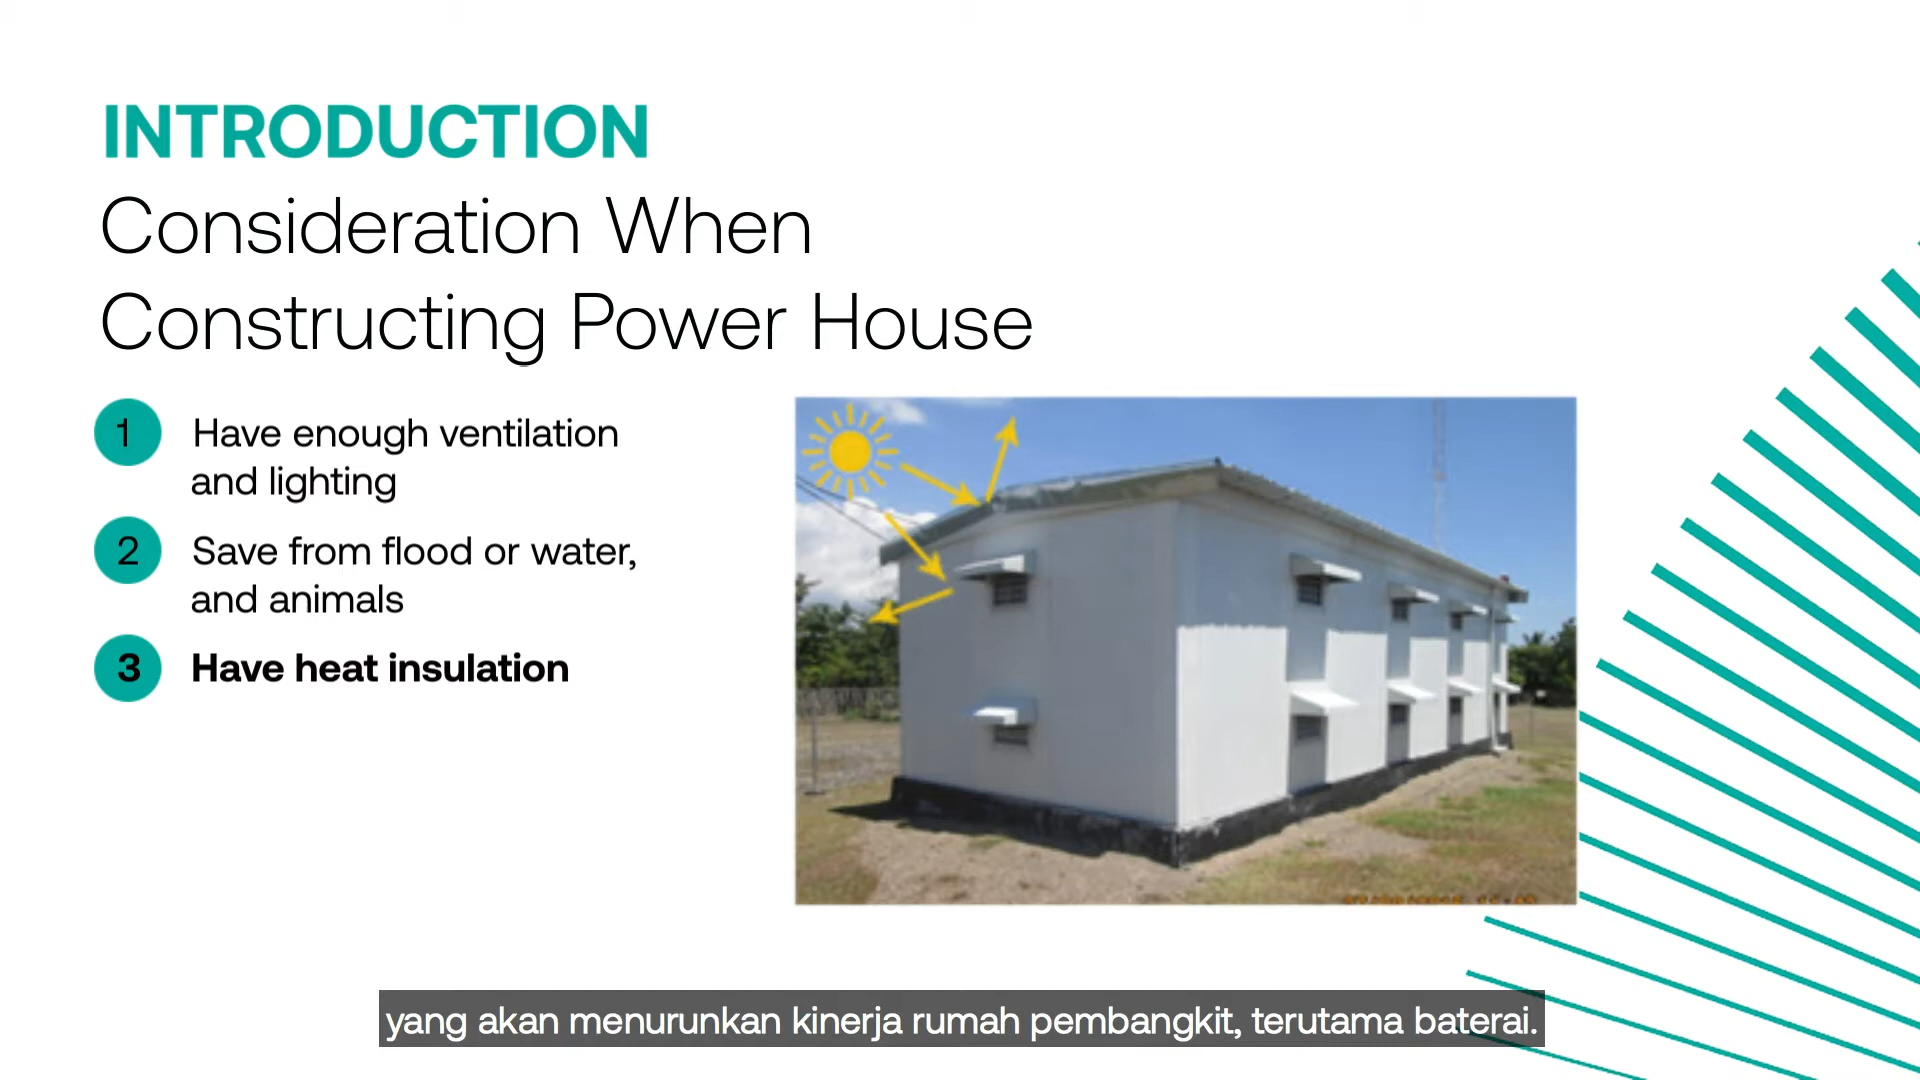 INTRODUCTION
Consideration When
Constructing Power House
1 Have enough ventilation
and lighting
2 Save from flood or water,
and animals
3 Have heat insulation
yang akan menurunkan kinerja rumah pembangkit, terutama baterai.